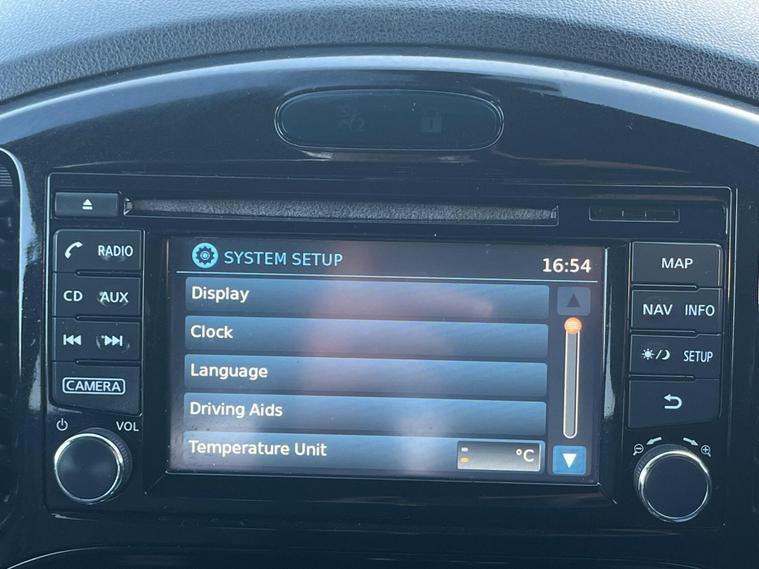 SYSTEM SETUP
16:54
Display
Clock
Language
Driving Aids
Temperature Unit
°C
RADIO
CD
AUX
CAMERA
VOL
MAP
NAV
INFO
SETUP